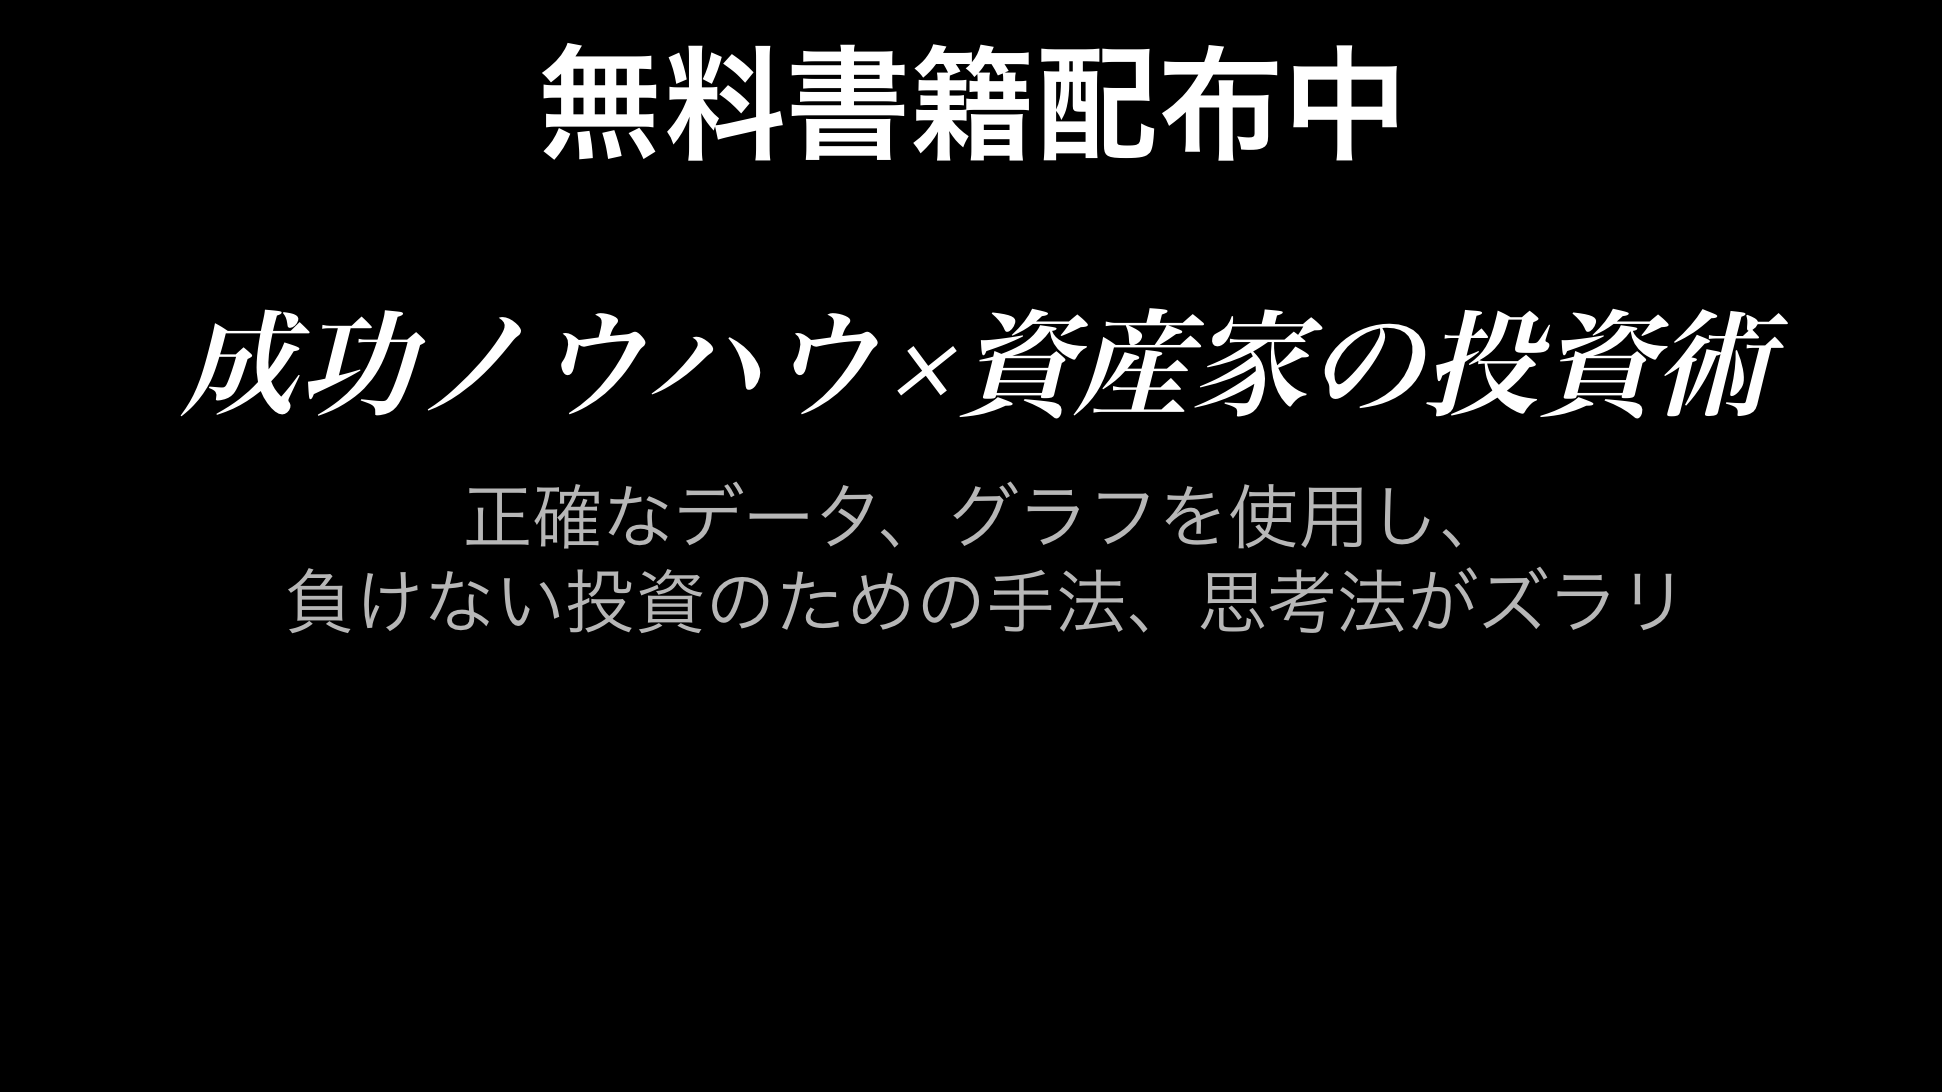 無料書籍配布中
成功ノウハウ×資産家の投資術
正確なデータ、グラフを使用し、
負けない投資のための手法、思考法がズラリ